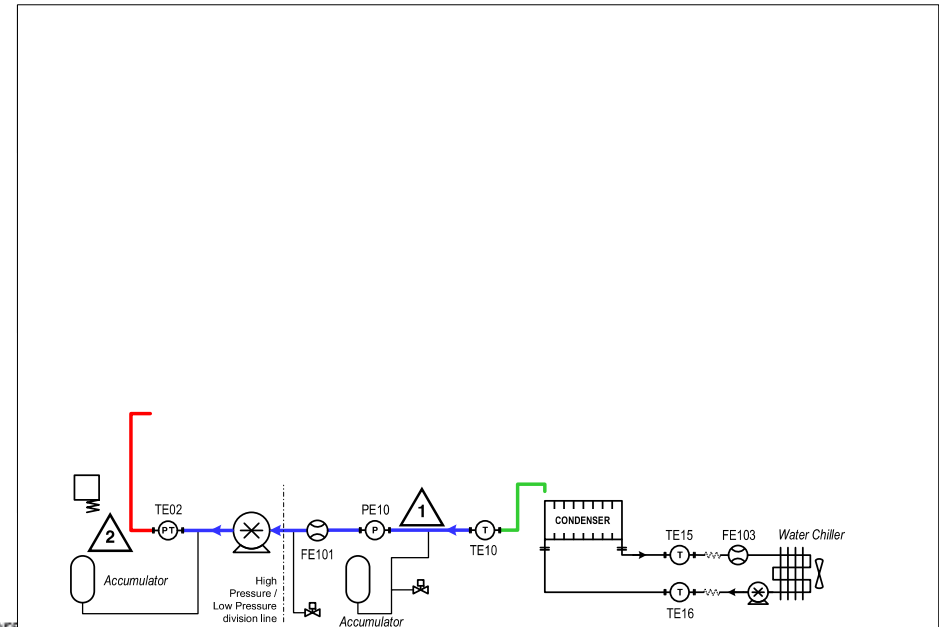 1
CONDENSER
TE02
PE10
P T
P
T
2
FE101
TE10
TE15
FE103
Water Chiller
T
Accumulator
High
Pressure /
Low Pressure
division line
T
TE16
Accumulator